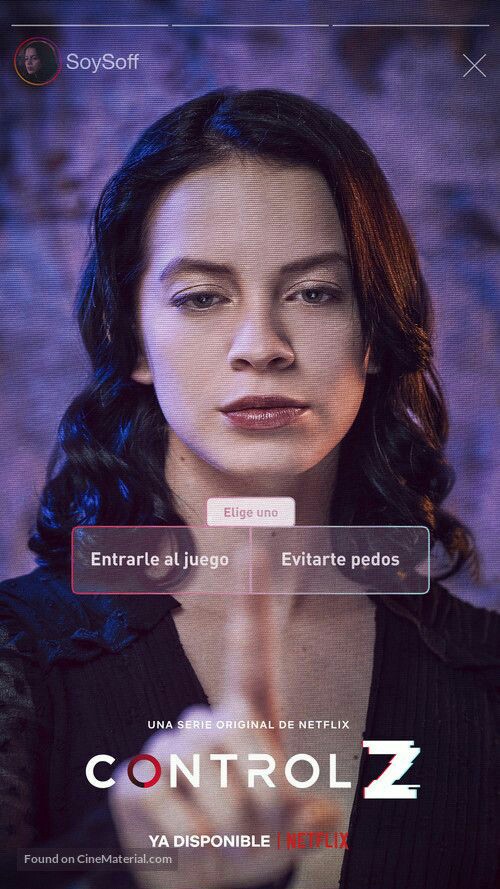 SoySoff
Elige uno
Entrarle al juego
Evitarte pedos
UNA SERIE ORIGINAL DE NETFLIX
CONTROL Z
YA DISPONIBLE | NETFLIX
Found on CineMaterial.com